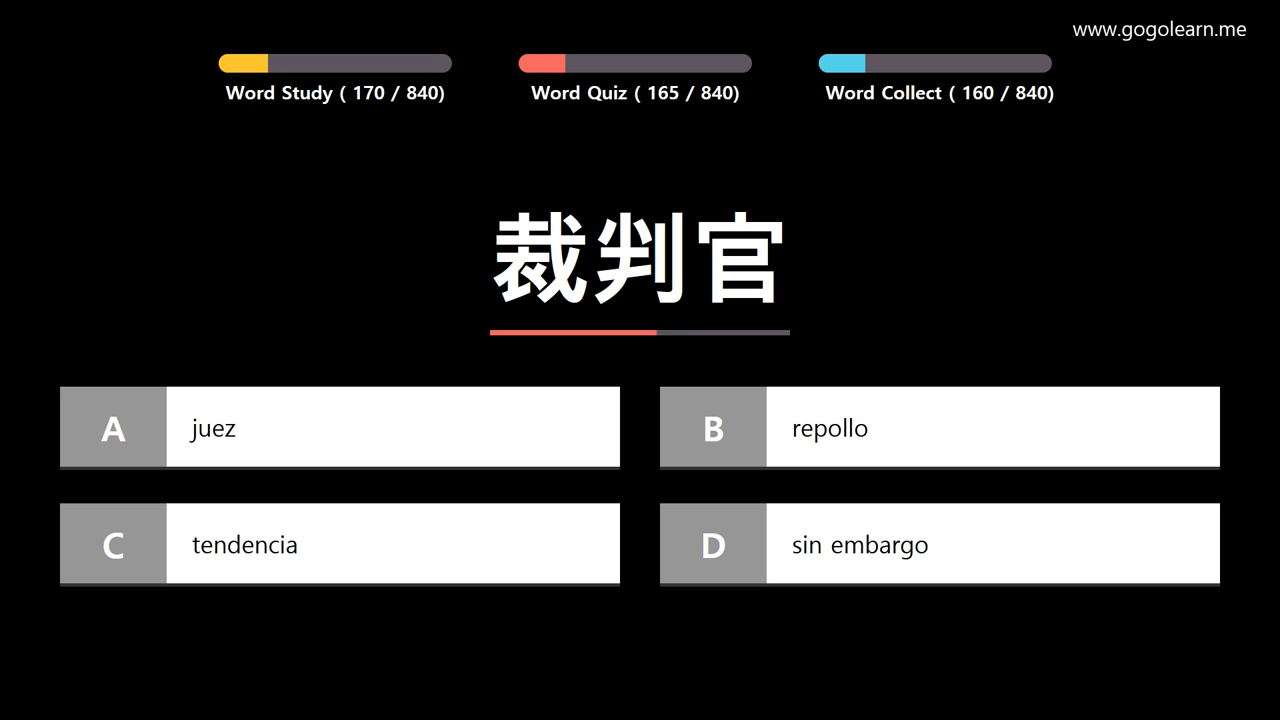 www.gogolearn.me
Word Study ( 170 / 840)
Word Quiz ( 165 / 840)
Word Collect ( 160 / 840)
裁判官
A juez
B repollo
C tendencia
D sin embargo